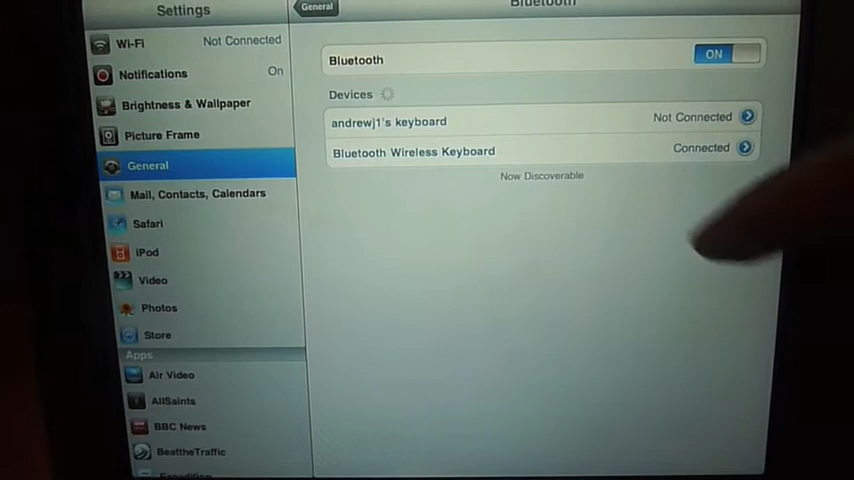 Settings
General
Bluetooth
Wi-Fi Not Connected
Notifications On
Brightness & Wallpaper
Picture Frame
General
Mail, Contacts, Calendars
Safari
iPod
Video
Photos
Store
Apps
Air Video
AllSaints
BBC News
BeattheTraffic
Bluetooth ON
Devices
andrewj1's keyboard Not Connected
Bluetooth Wireless Keyboard Connected
Now Discoverable